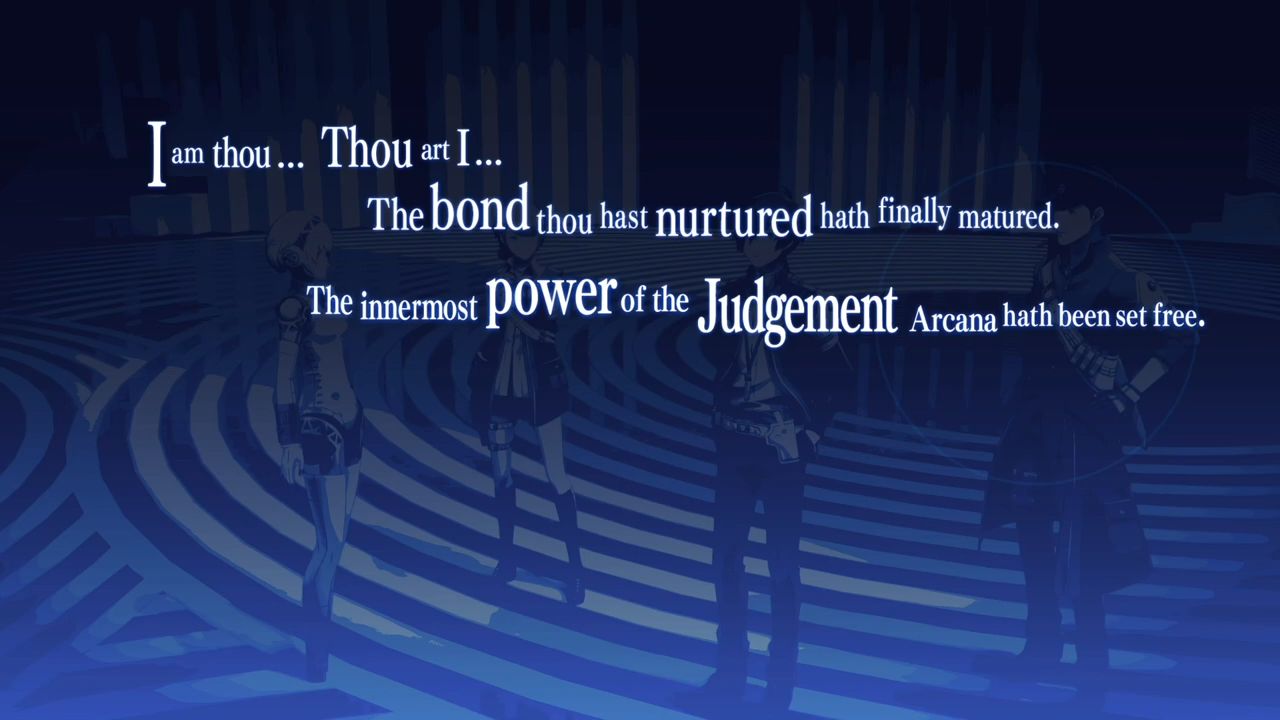 I am thou... Thou art I...
The bond thou hast nurtured hath finally matured.
The innermost power of the Judgement Arcana hath been set free.